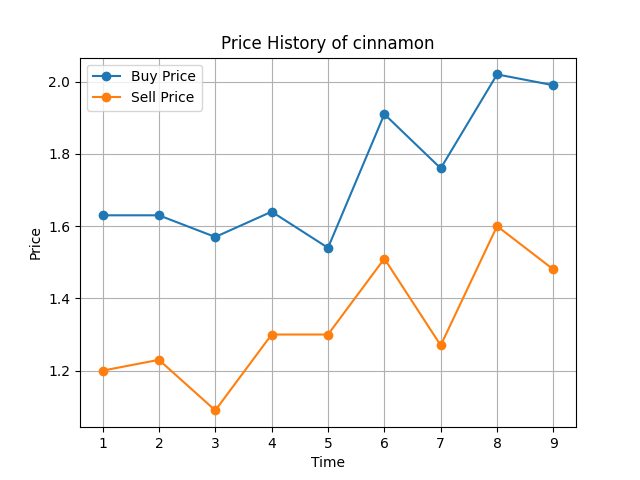 Price History of cinnamon
Buy Price
Sell Price
Price
2.0
1.8
1.6
1.4
1.2
1 2 3 4 5 6 7 8 9
Time